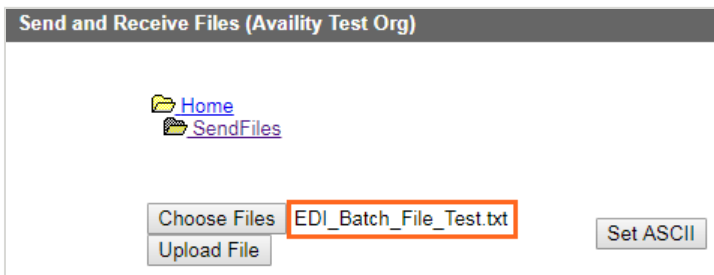 Send and Receive Files (Availity Test Org)
Home
SendFiles
Choose Files EDI_Batch_File_Test.txt
Set ASCII
Upload File